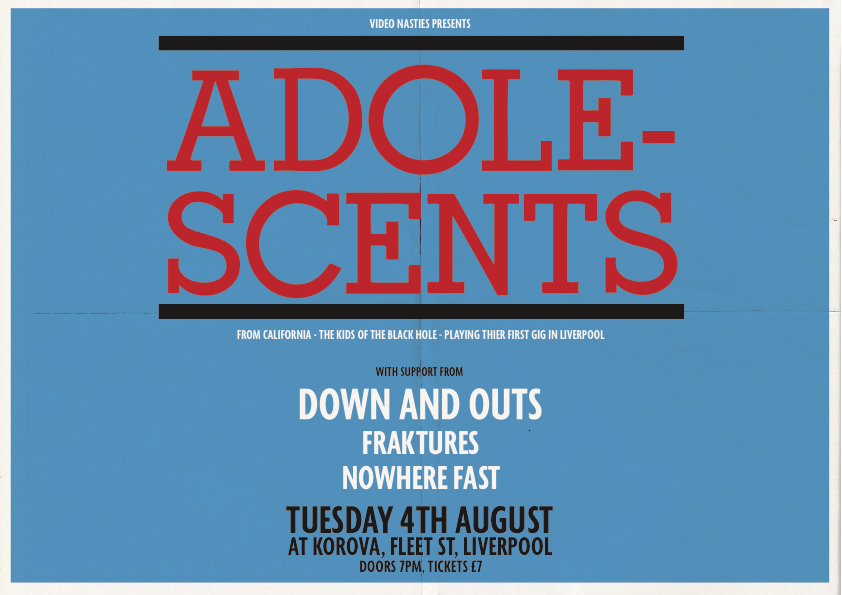 VIDEO NASTIES PRESENTS
ADOLE-
SCENTS
FROM CALIFORNIA - THE KIDS OF THE BLACK HOLE - PLAYING THIER FIRST GIG IN LIVERPOOL
WITH SUPPORT FROM
DOWN AND OUTS
FRAKTURES
NOWHERE FAST
TUESDAY 4TH AUGUST
AT KOROVA, FLEET ST, LIVERPOOL
DOORS 7PM, TICKETS £7